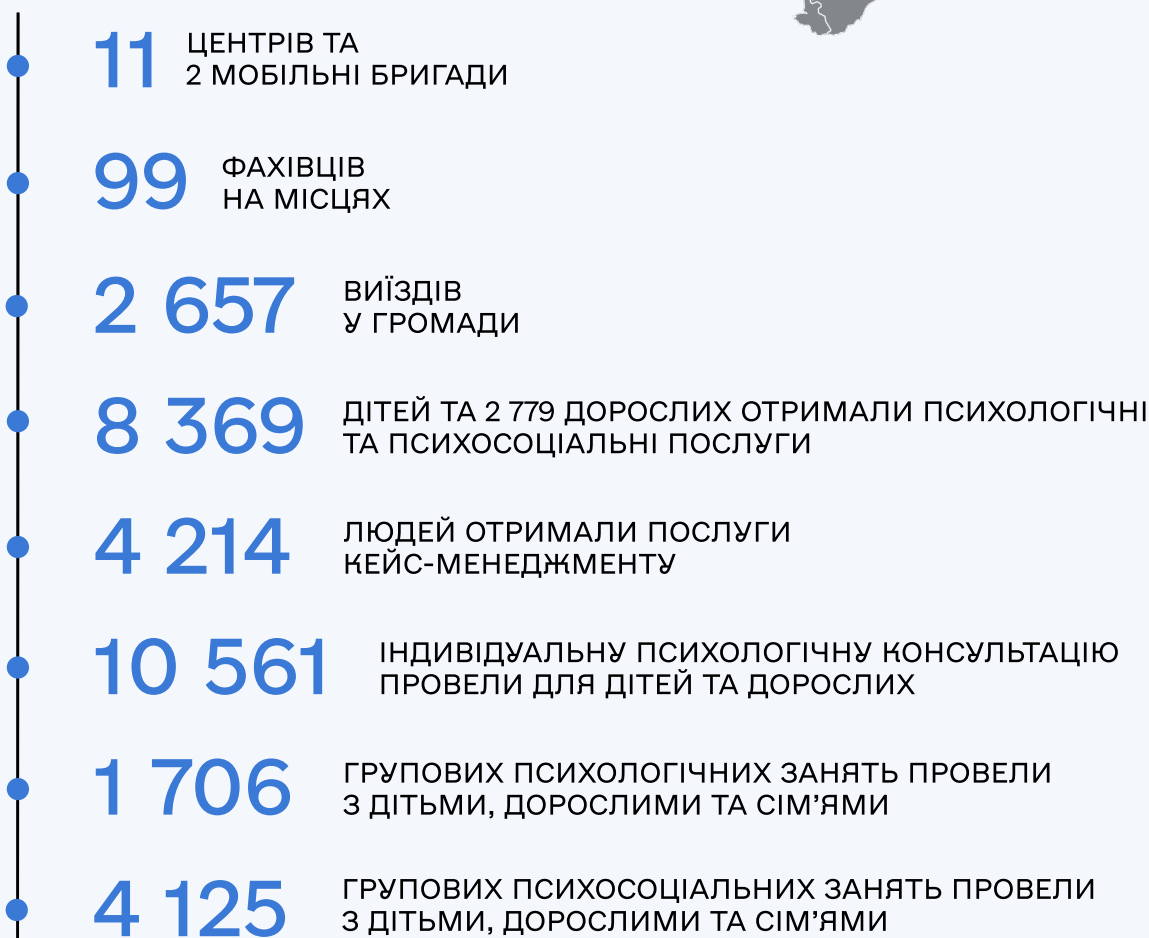 11 ЦЕНТРІВ ТА
2 МОБІЛЬНІ БРИГАДИ
99 ФАХІВЦІВ
НА МІСЦЯХ
2 657 ВИЇЗДІВ
У ГРОМАДИ
8 369 ДІТЕЙ ТА 2 779 ДОРОСЛИХ ОТРИМАЛИ ПСИХОЛОГІЧНІ
ТА ПСИХОСОЦІАЛЬНІ ПОСЛУГИ
4 214 ЛЮДЕЙ ОТРИМАЛИ ПОСЛУГИ
КЕЙС-МЕНЕДЖМЕНТУ
10 561 ІНДИВІДУАЛЬНУ ПСИХОЛОГІЧНУ КОНСУЛЬТАЦІЮ
ПРОВЕЛИ ДЛЯ ДІТЕЙ ТА ДОРОСЛИХ
1 706 ГРУПОВИХ ПСИХОЛОГІЧНИХ ЗАНЯТЬ ПРОВЕЛИ
З ДІТЬМИ, ДОРОСЛИМИ ТА СІМ’ЯМИ
4 125 ГРУПОВИХ ПСИХОСОЦІАЛЬНИХ ЗАНЯТЬ ПРОВЕЛИ
З ДІТЬМИ, ДОРОСЛИМИ ТА СІМ’ЯМИ